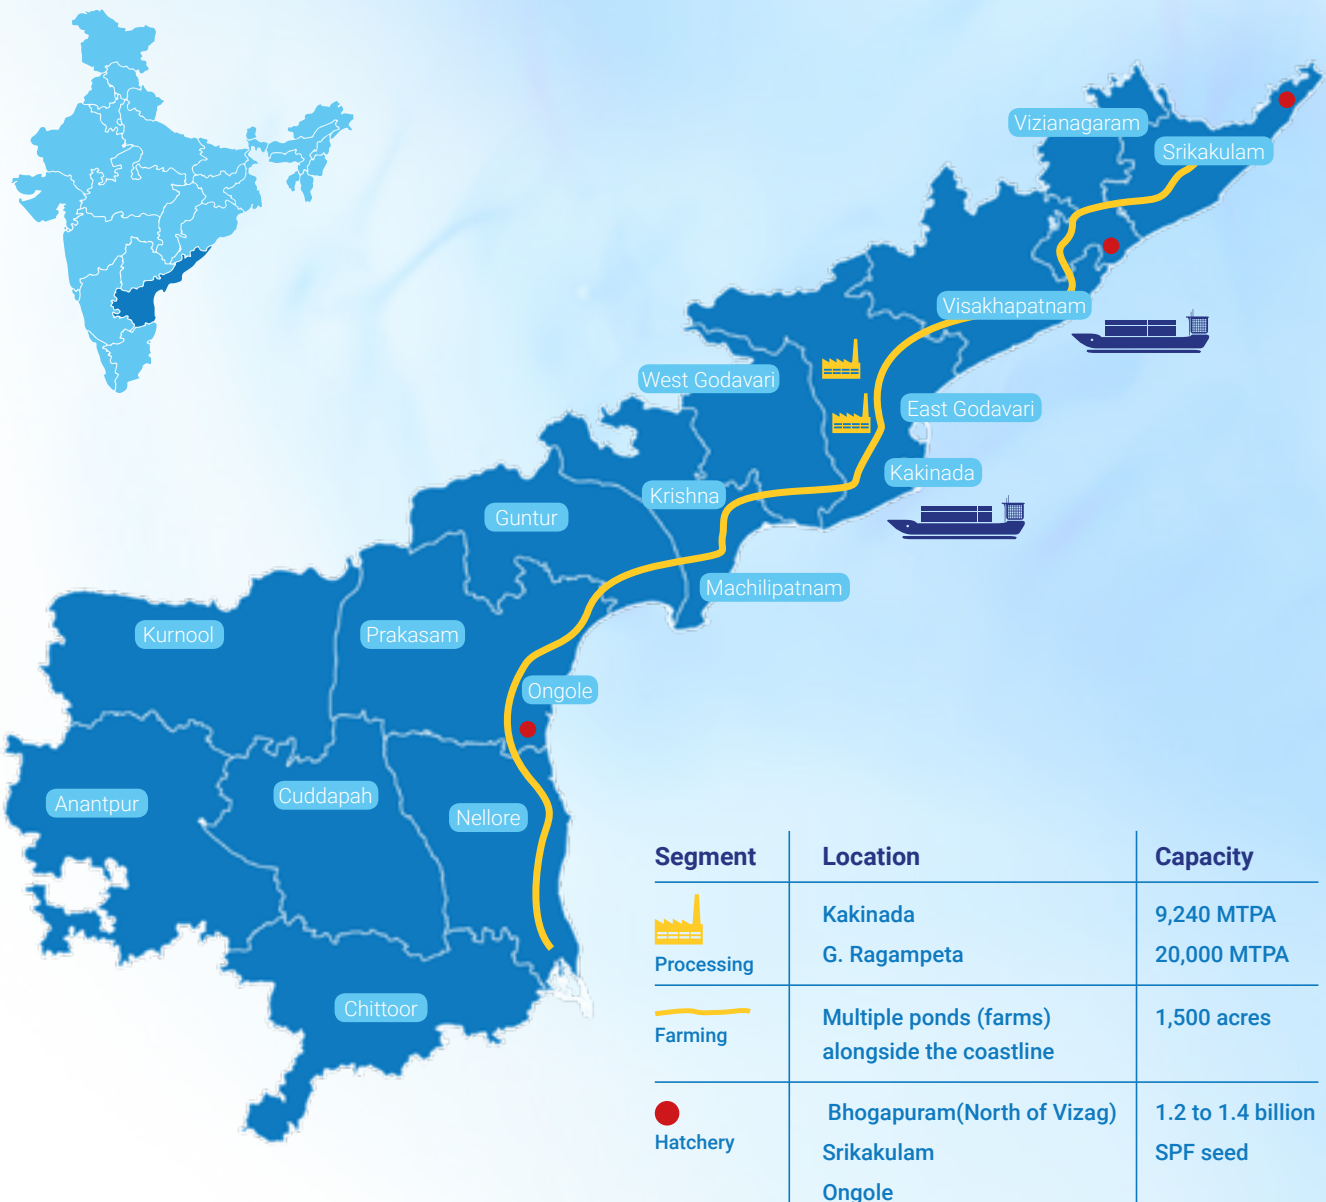 Vizianagaram
Srikakulam
Visakhapatnam
West Godavari
East Godavari
Kakinada
Krishna
Guntur
Machilipatnam
Kurnool
Prakasam
Ongole
Anantpur
Cuddapah
Nellore
Chittoor
Segment Location Capacity
Kakinada 9,240 MTPA
G. Ragampeta 20,000 MTPA
Processing
Multiple ponds (farms) 1,500 acres
Farming
alongside the coastline
Bhogapuram(North of Vizag) 1.2 to 1.4 billion
Hatchery
Srikakulam SPF seed
Ongole